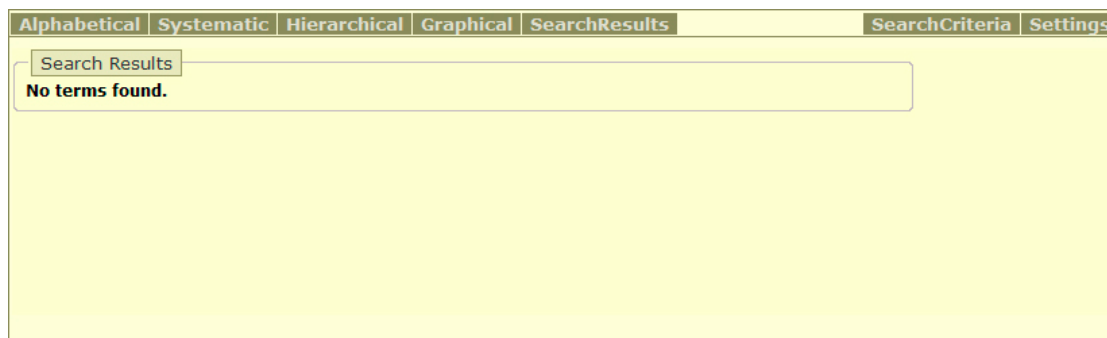 Alphabetical Systematic Hierarchical Graphical SearchResults SearchCriteria Settings
Search Results
No terms found.